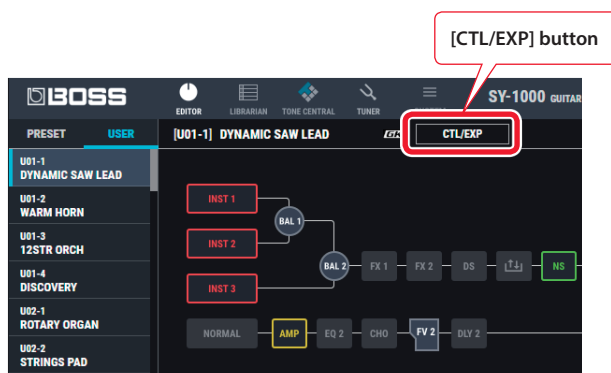 [CTL/EXP] button
BOSS
EDITOR
LIBRARIAN
TONE CENTRAL
TUNER
SY-1000 GUITAR
PRESET
USER
[U01-1] DYNAMIC SAW LEAD
CTL/EXP
U01-1
DYNAMIC SAW LEAD
U01-2
WARM HORN
U01-3
12STR ORCH
U01-4
DISCOVERY
U02-1
ROTARY ORGAN
U02-2
STRINGS PAD
INST 1
BAL 1
INST 2
BAL 2
FX 1
FX 2
DS
NS
INST 3
NORMAL
AMP
EQ 2
CHO
FV 2
DLY 2